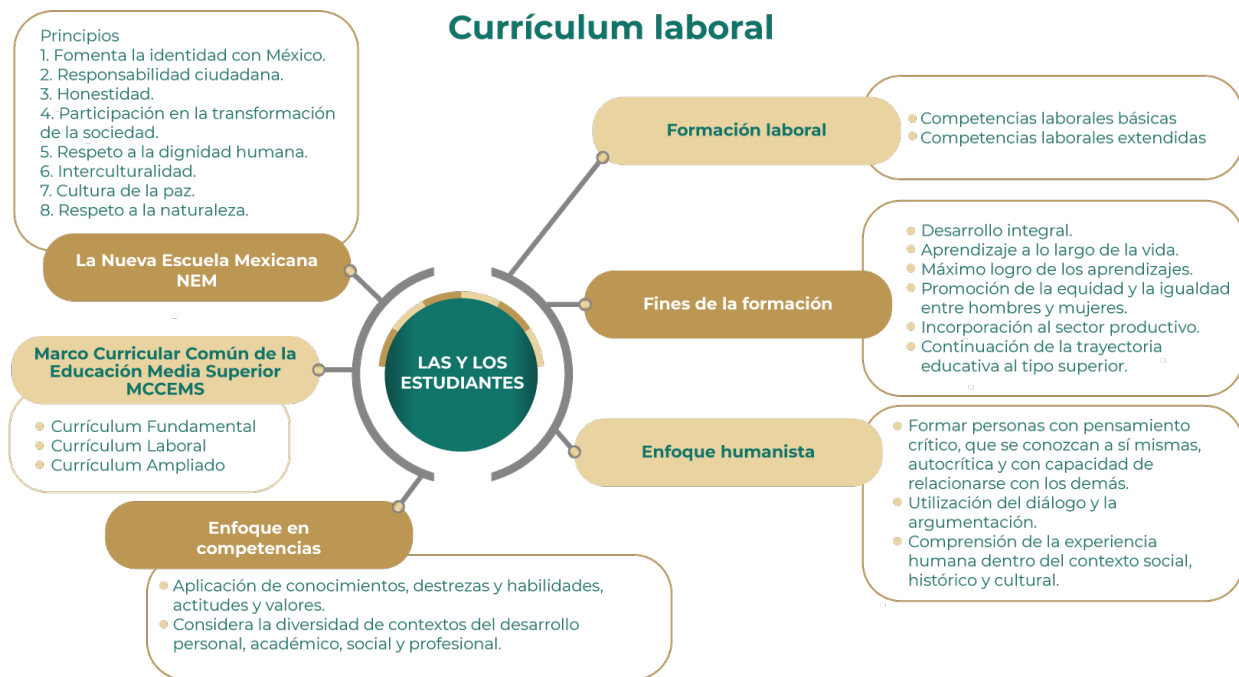 Currículum laboral
Principios
1. Fomenta la identidad con México.
2. Responsabilidad ciudadana.
3. Honestidad.
4. Participación en la transformación
de la sociedad.
5. Respeto a la dignidad humana.
6. Interculturalidad.
7. Cultura de la paz.
8. Respeto a la naturaleza.
La Nueva Escuela Mexicana
NEM
Marco Curricular Común de la
Educación Media Superior
MCCEMS
Currículum Fundamental
Currículum Laboral
Currículum Ampliado
Enfoque en
competencias
Aplicación de conocimientos, destrezas y habilidades,
actitudes y valores.
Considera la diversidad de contextos del desarrollo
personal, académico, social y profesional.
LAS Y LOS
ESTUDIANTES
Formación laboral
Competencias laborales básicas
Competencias laborales extendidas
Fines de la formación
Desarrollo integral.
Aprendizaje a lo largo de la vida.
Máximo logro de los aprendizajes.
Promoción de la equidad y la igualdad
entre hombres y mujeres.
Incorporación al sector productivo.
Continuación de la trayectoria
educativa al tipo superior.
Enfoque humanista
Formar personas con pensamiento
crítico, que se conozcan a sí mismas,
autocrítica y con capacidad de
relacionarse con los demás.
Utilización del diálogo y la
argumentación.
Comprensión de la experiencia
humana dentro del contexto social,
histórico y cultural.